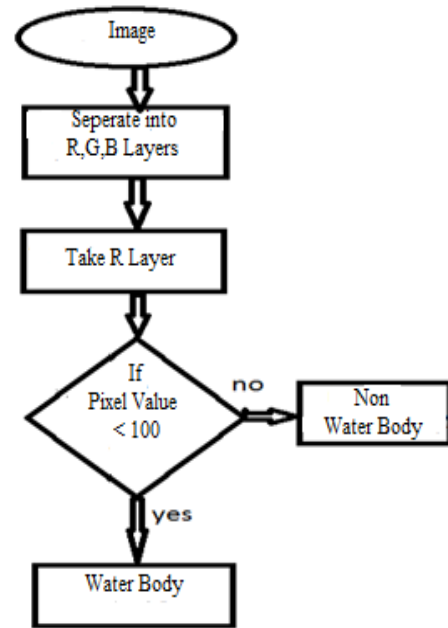 Image
Seperate into
R,G,B Layers
Take R Layer
If
Pixel Value
< 100
no
Non
Water Body
yes
Water Body